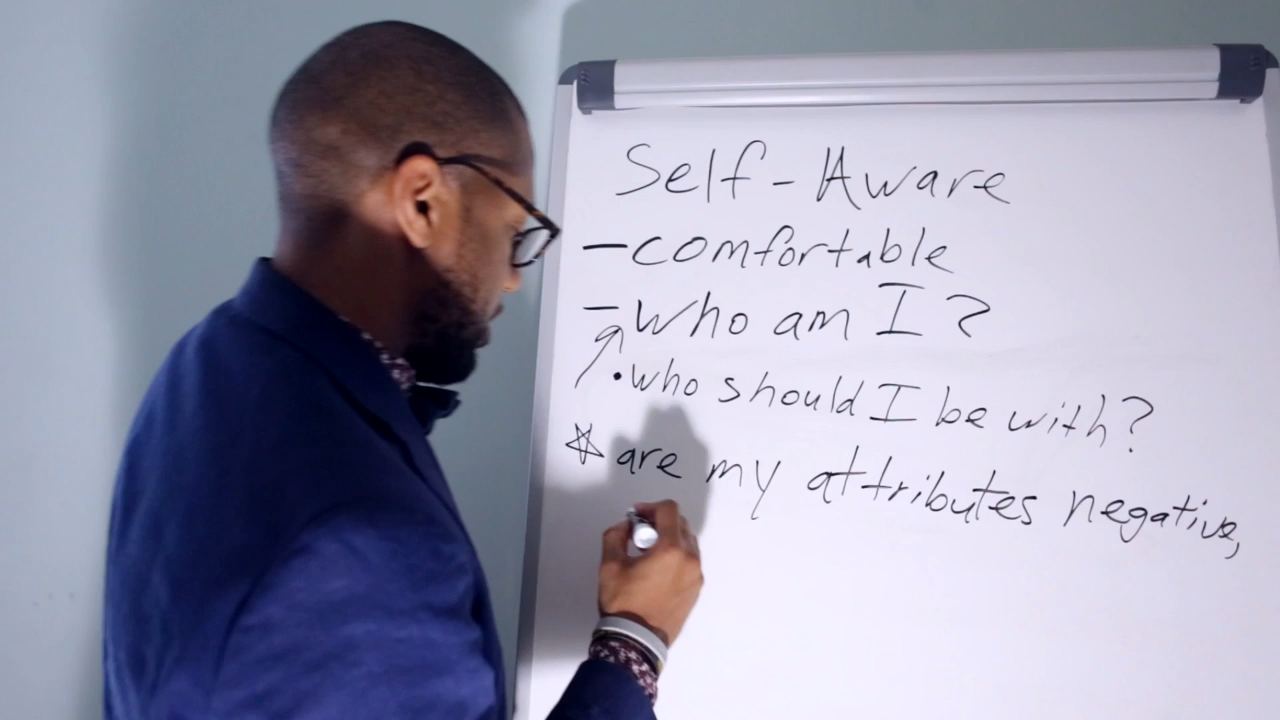 Self-Aware
- comfortable
- who am I?
• who should I be with?
☆ are my attributes negative,